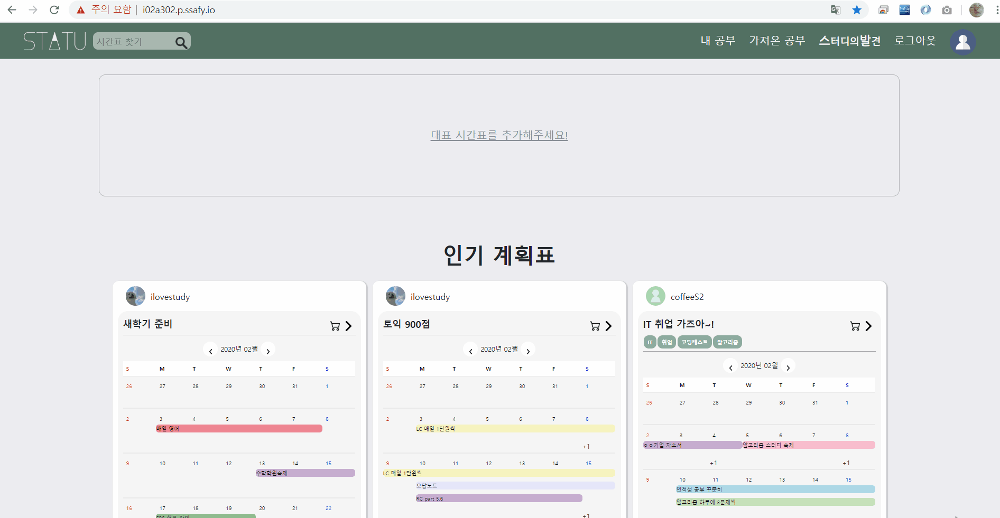 주의 요함 | i02a302.p.ssafy.io
STATU 시간표 찾기 내 공부 가져온 공부 스터디의발견 로그아웃
대표 시간표를 추가해주세요!
인기 계획표
ilovestudy
새학기 준비
2020년 02월
S M T W T F S
26 27 28 29 30 31 1
2 3 4 5 6 7 8
매일 영어
9 10 11 12 13 14 15
수학학원숙제
16 17 18 19 20 21 22
ilovestudy
토익 900점
2020년 02월
S M T W T F S
26 27 28 29 30 31 1
2 3 4 5 6 7 8
LC 매일 1단원씩
+1
9 10 11 12 13 14 15
LC 매일 1단원씩
오답노트
RC part 5,6
+1
coffeeS2
IT 취업 가즈아~!
IT 취업 코딩테스트 알고리즘
2020년 02월
S M T W T F S
26 27 28 29 30 31 1
2 3 4 5 6 7 8
ㅇㅇ기업 자소서 알고리즘 스터디 숙제
+1 +1
9 10 11 12 13 14 15
인적성 공부 꾸준히
알고리즘 하루에 3문제씩